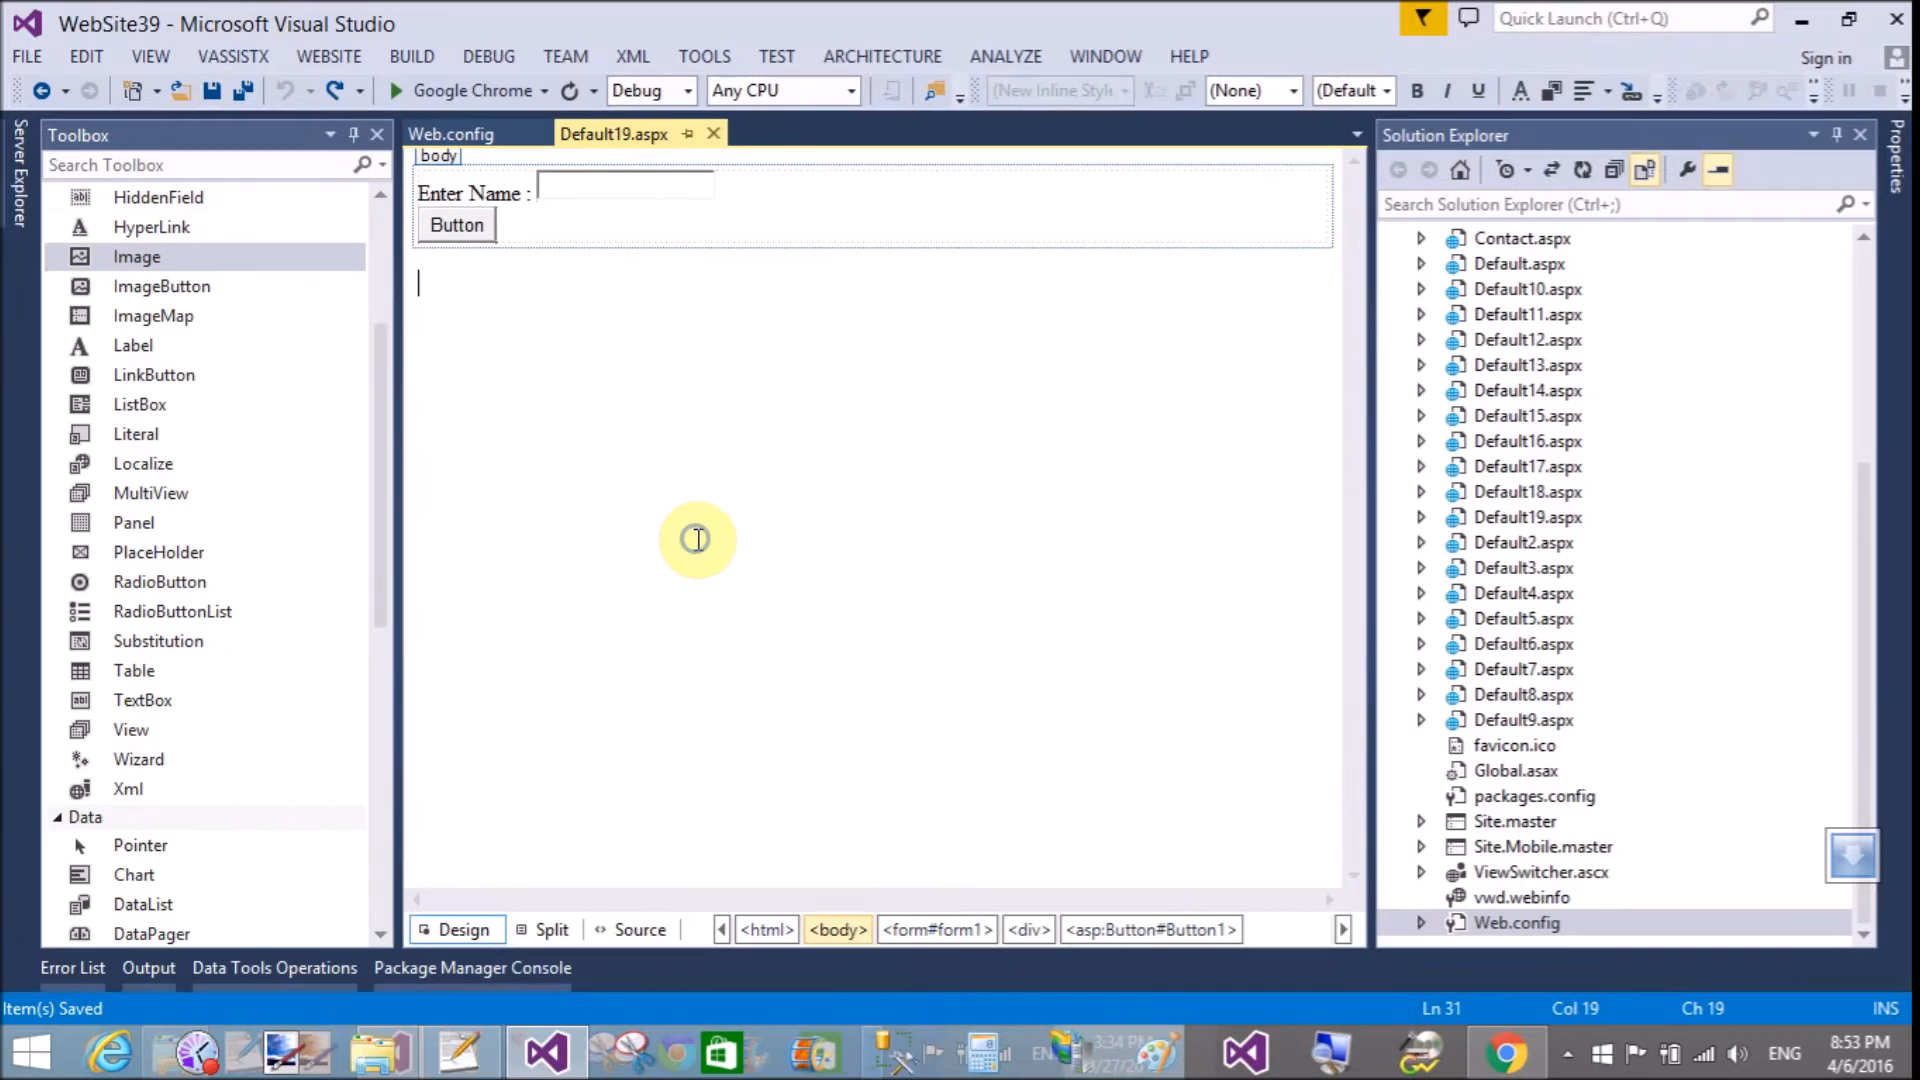 WebSite39 - Microsoft Visual Studio
Quick Launch (Ctrl+Q)
FILE EDIT VIEW VASSISTX WEBSITE BUILD DEBUG TEAM XML TOOLS TEST ARCHITECTURE ANALYZE WINDOW HELP
Sign in
Google Chrome Debug Any CPU (New Inline Style (None) (Default B I U A
Server Explorer
Toolbox
Search Toolbox
HiddenField
HyperLink
Image
ImageButton
ImageMap
Label
LinkButton
ListBox
Literal
Localize
MultiView
Panel
PlaceHolder
RadioButton
RadioButtonList
Substitution
Table
TextBox
View
Wizard
Xml
Data
Pointer
Chart
DataList
DataPager
Web.config Default19.aspx
body
Enter Name :
Button
Design Split Source <html> <body> <form#form1> <div> <asp:Button#Button1>
Solution Explorer
Search Solution Explorer (Ctrl+;)
Contact.aspx
Default.aspx
Default10.aspx
Default11.aspx
Default12.aspx
Default13.aspx
Default14.aspx
Default15.aspx
Default16.aspx
Default17.aspx
Default18.aspx
Default19.aspx
Default2.aspx
Default3.aspx
Default4.aspx
Default5.aspx
Default6.aspx
Default7.aspx
Default8.aspx
Default9.aspx
favicon.ico
Global.asax
packages.config
Site.master
Site.Mobile.master
ViewSwitcher.ascx
vwd.webinfo
Web.config
Properties
Error List Output Data Tools Operations Package Manager Console
Item(s) Saved Ln 31 Col 19 Ch 19 INS
3:34 PM
ENG
8:53 PM
4/6/2016